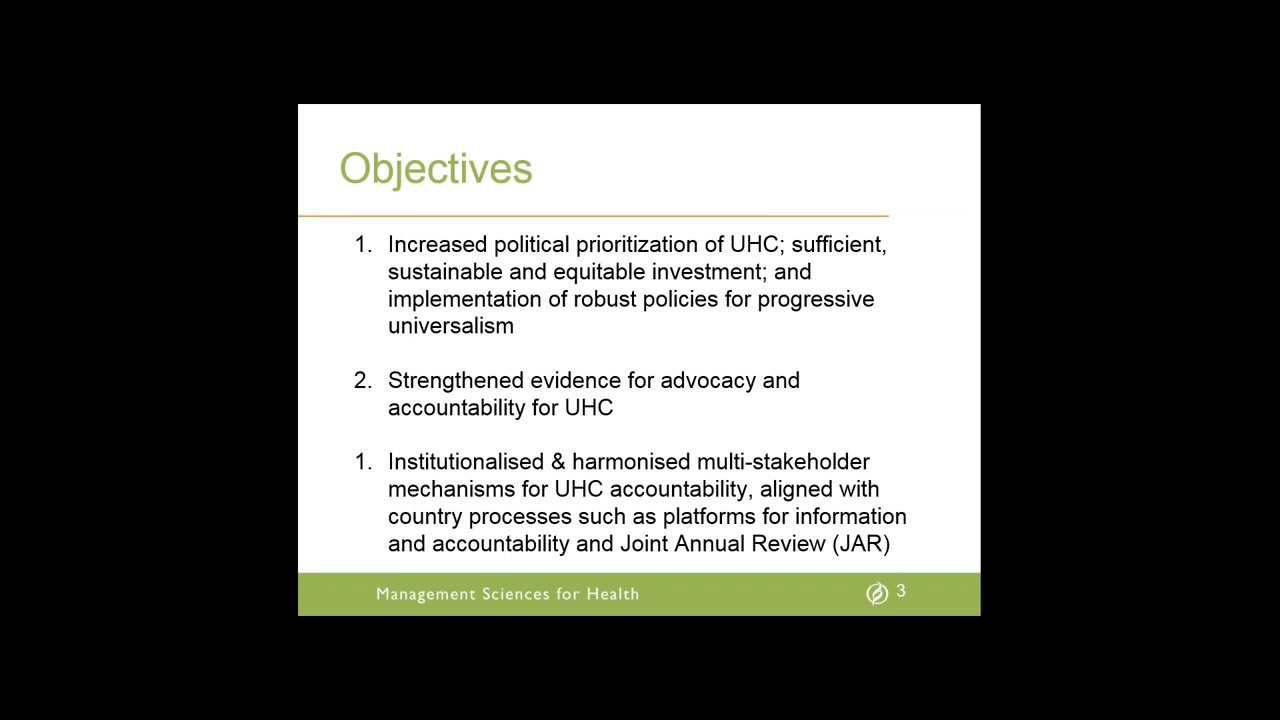 Objectives
1. Increased political prioritization of UHC; sufficient,
sustainable and equitable investment; and
implementation of robust policies for progressive
universalism
2. Strengthened evidence for advocacy and
accountability for UHC
1. Institutionalised & harmonised multi-stakeholder
mechanisms for UHC accountability, aligned with
country processes such as platforms for information
and accountability and Joint Annual Review (JAR)
Management Sciences for Health 3